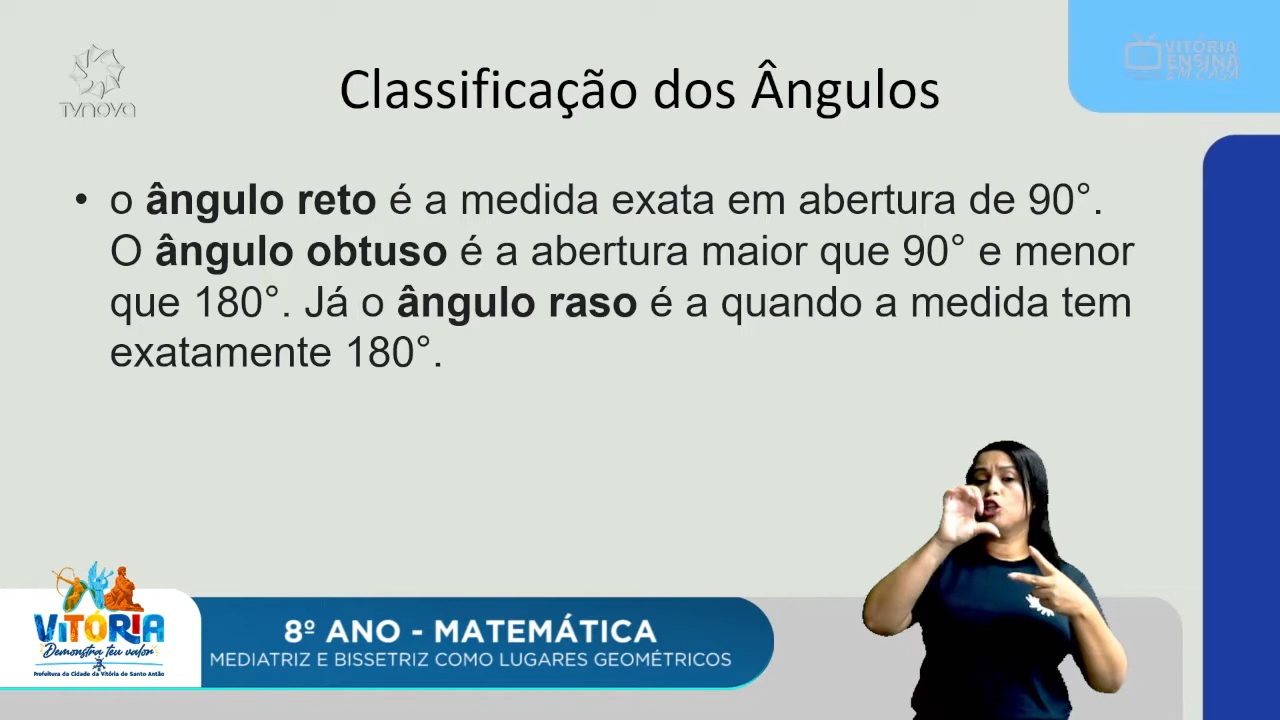 TVNOVA
VITÓRIA
ENSINA
EM CASA
Classificação dos Ângulos
• o ângulo reto é a medida exata em abertura de 90°.
O ângulo obtuso é a abertura maior que 90° e menor
que 180°. Já o ângulo raso é a quando a medida tem
exatamente 180°.
VITÓRIA
Demonstra teu valor
Prefeitura da Cidade da Vitória de Santo Antão
8º ANO - MATEMÁTICA
MEDIATRIZ E BISSETRIZ COMO LUGARES GEOMÉTRICOS